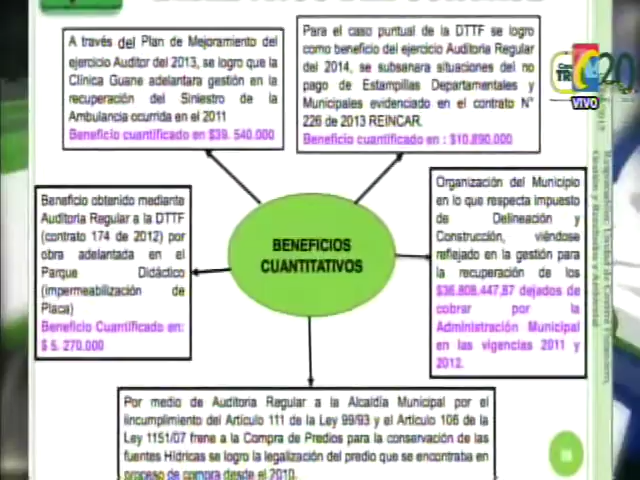 A través del Plan de Mejoramiento del
ejercicio Auditor del 2013, se logro que la
Clínica Guane adelantara gestión en la
recuperación del Siniestro de la
Ambulancia ocurrida en el 2011
Beneficio cuantificado en $39. 540.000
Para el caso puntual de la DTTF se logro
como beneficio del ejercicio Auditoria Regular
del 2014, se subsanara situaciones del no
pago de Estampillas Departamentales y
Municipales evidenciado en el contrato N°
226 de 2013 REINCAR.
Beneficio cuantificado en : $10.890.000
VIVO
Beneficio obtenido mediante
Auditoria Regular a la DTTF
(contrato 174 de 2012) por
obra adelantada en el
Parque Didáctico
(impermeabilización de
Placa)
Beneficio Cuantificado en:
$ 5. 270.000
BENEFICIOS
CUANTITATIVOS
Organización del Municipio
en lo que respecta impuesto
de Delineación y
Construcción, viéndose
reflejado en la gestión para
la recuperación de los
$36.808.447,87 dejados de
cobrar por la
Administración Municipal
en las vigencias 2011 y
2012.
Por medio de Auditoria Regular a la Alcaldía Municipal por el
iincumplimiento del Artículo 111 de la Ley 99/93 y el Artículo 106 de la
Ley 1151/07 frene a la Compra de Predios para la conservación de las
fuentes Hídricas se logro la legalización del predio que se encontraba en
proceso de compra desde el 2010.